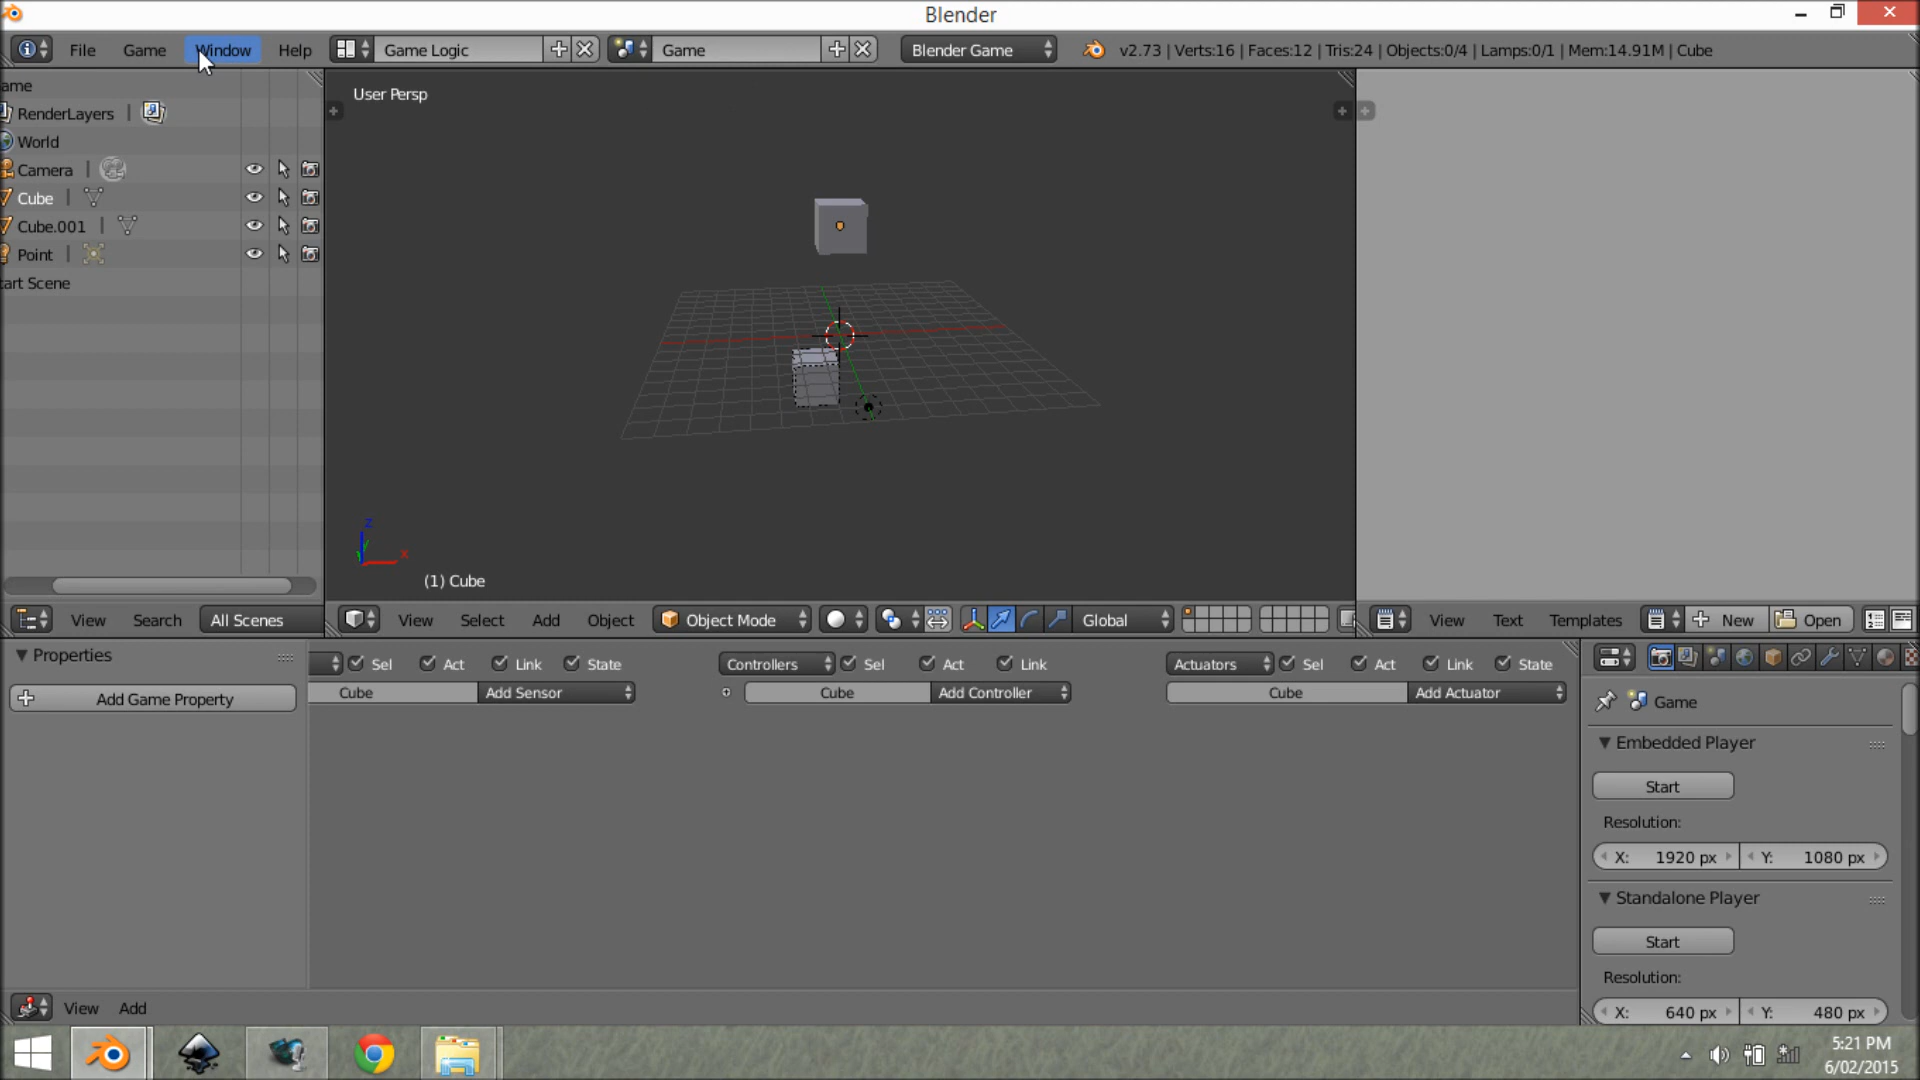 Blender
File Game Window Help Game Logic Game Blender Game v2.73 | Verts:16 | Faces:12 | Tris:24 | Objects:0/4 | Lamps:0/1 | Mem:14.91M | Cube
ame
RenderLayers |
World
Camera |
Cube |
Cube.001 |
Point |
tart Scene
User Persp
z
x
(1) Cube
View Search All Scenes
View Select Add Object Object Mode Global
View Text Templates New Open
Properties
Add Game Property
Sel Act Link State
Cube Add Sensor
Controllers Sel Act Link
Cube Add Controller
Actuators Sel Act Link State
Cube Add Actuator
Game
Embedded Player
Start
Resolution:
X: 1920 px Y: 1080 px
Standalone Player
Start
Resolution:
X: 640 px Y: 480 px
View Add
5:21 PM
6/02/2015